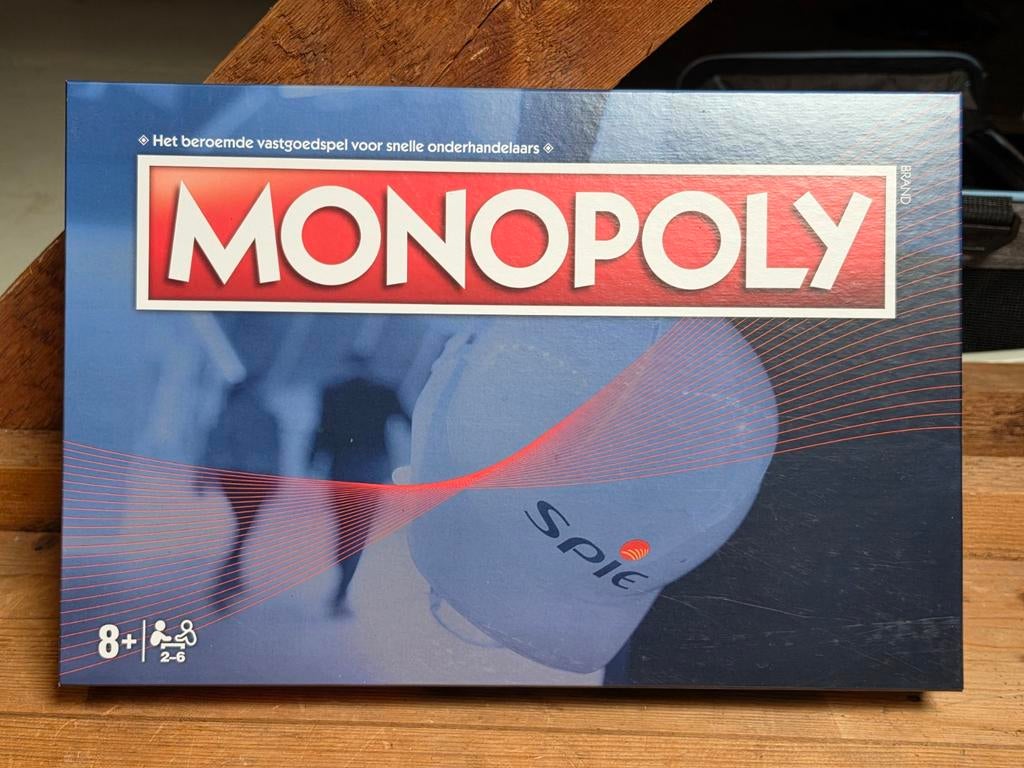 Het beroemde vastgoedspel voor snelle onderhandelaars
MONOPOLY
BRAND
SPIE
8+
2-6